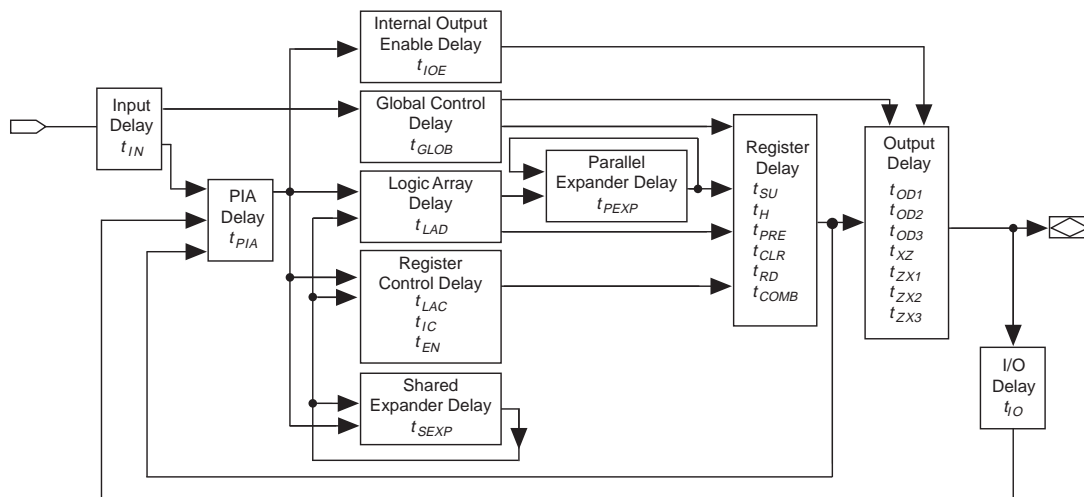 Internal Output
Enable Delay
tIOE
Input
Delay
tIN
Global Control
Delay
tGLOB
PIA
Delay
tPIA
Logic Array
Delay
tLAD
Parallel
Expander Delay
tPEXP
Register
Control Delay
tLAC
tIC
tEN
Shared
Expander Delay
tSEXP
Register
Delay
tSU
tH
tPRE
tCLR
tRD
tCOMB
Output
Delay
tOD1
tOD2
tOD3
tXZ
tZX1
tZX2
tZX3
I/O
Delay
tIO